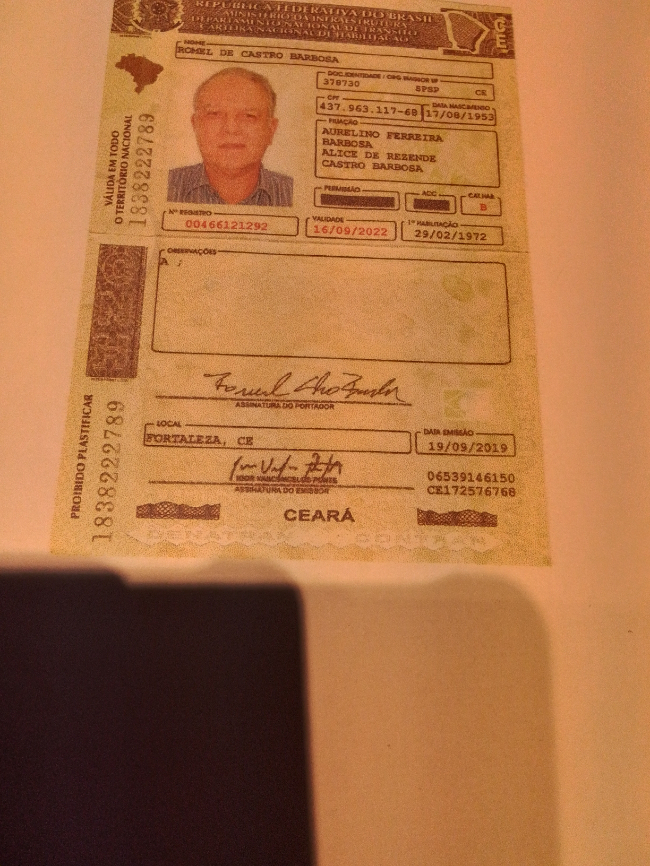 REPÚBLICA FEDERATIVA DO BRASIL
MINISTÉRIO DA INFRAESTRUTURA
DEPARTAMENTO NACIONAL DE TRÂNSITO
CARTEIRA NACIONAL DE HABILITAÇÃO
CE
NOME
ROMEL DE CASTRO BARBOSA
DOC. IDENTIDADE / ORG. EMISSOR UF
378730 SPSP CE
CPF
437.963.117-68
DATA NASCIMENTO
17/08/1953
FILIAÇÃO
AURELINO FERREIRA
BARBOSA
ALICE DE REZENDE
CASTRO BARBOSA
PERMISSÃO
ACC
CAT. HAB.
B
Nº REGISTRO
00466121292
VALIDADE
16/09/2022
1ª HABILITAÇÃO
29/02/1972
VÁLIDA EM TODO
O TERRITÓRIO NACIONAL
1838222789
OBSERVAÇÕES
A ;
ASSINATURA DO PORTADOR
LOCAL
FORTALEZA, CE
DATA EMISSÃO
19/09/2019
IGOR VASCONCELOS PONTE
ASSINATURA DO EMISSOR
06539146150
CE172576768
PROIBIDO PLASTIFICAR
1838222789
CEARÁ
DENATRAN CONTRAN